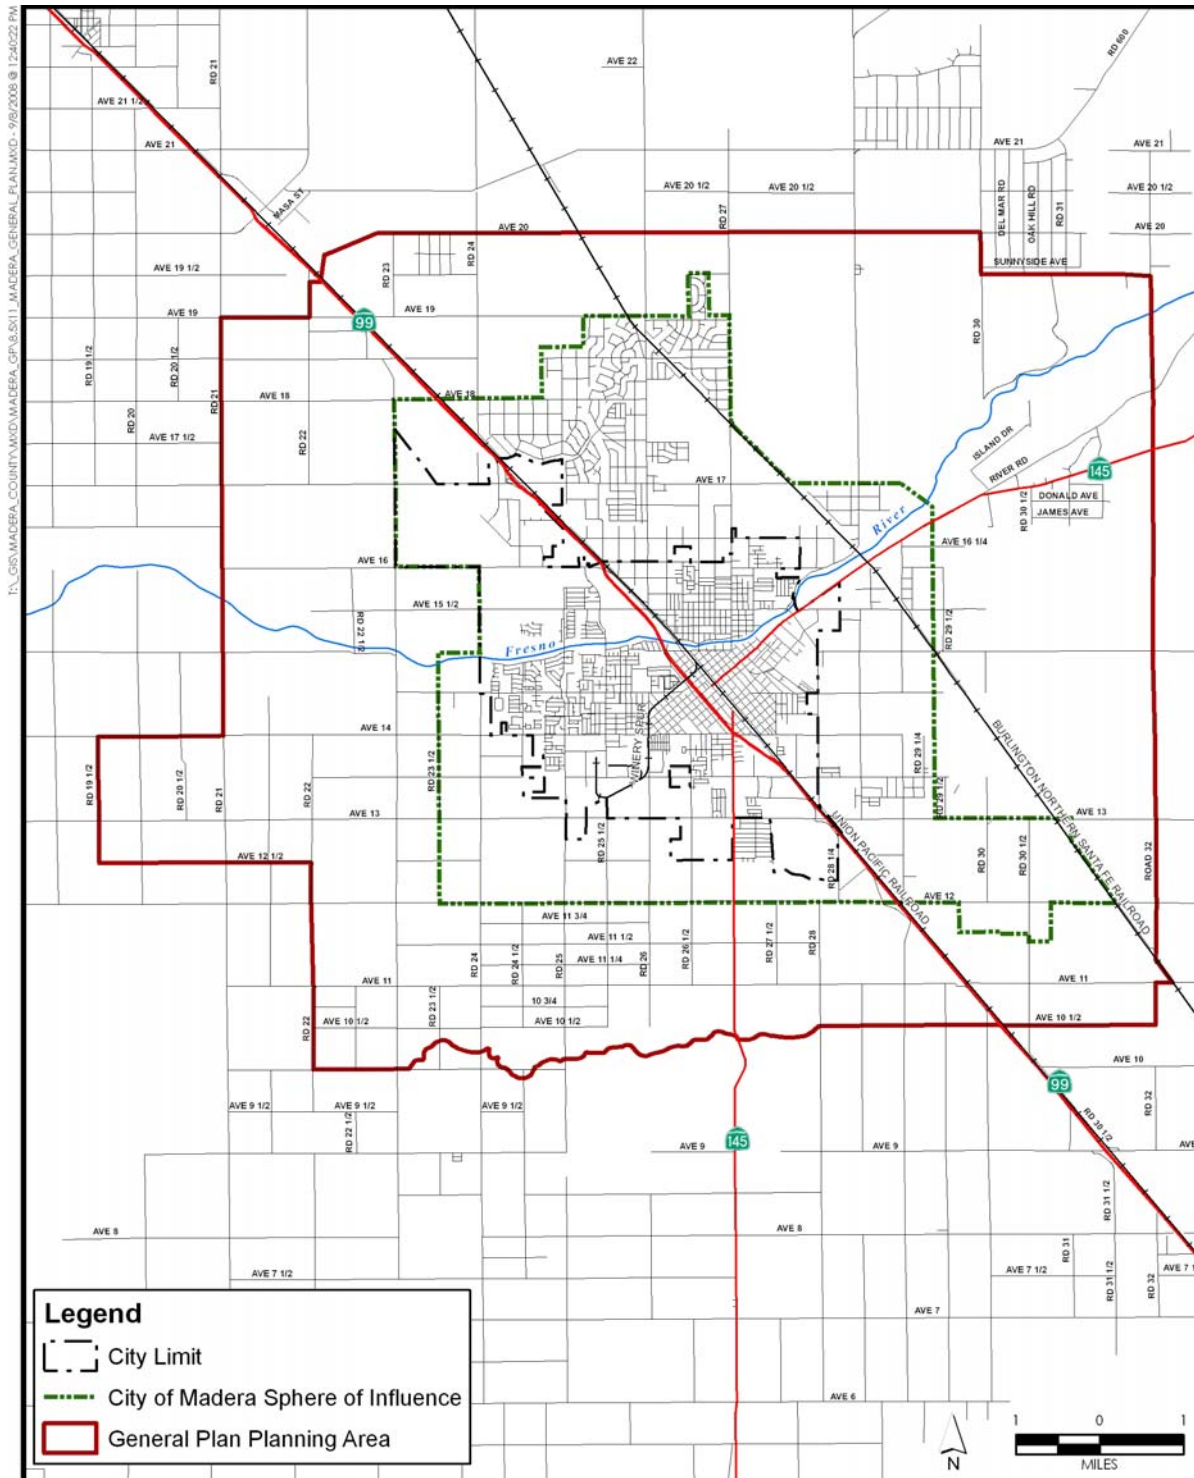 T:\_GIS\MADERA_COUNTY\MXD\MADERA_GP\8.5X11_MADERA_GENERAL_PLAN.MXD - 9/8/2008 @ 12:40:22 PM
RD 600
AVE 22
RD 21
AVE 21 1/2
AVE 21
AVE 21
AVE 21
AVE 20 1/2
AVE 20 1/2
AVE 20 1/2
MASA ST
DEL MAR RD
OAK HILL RD
RD 31
RD 27
AVE 20
AVE 20
RD 24
RD 23
AVE 19 1/2
SUNNYSIDE AVE
AVE 19
AVE 19
99
RD 30
RD 19 1/2
RD 20 1/2
RD 20
RD 21
AVE 18
AVE 18
AVE 17 1/2
RD 22
ISLAND DR
RIVER RD
145
AVE 17
RD 30 1/2
DONALD AVE
JAMES AVE
River
AVE 16 1/4
AVE 16
AVE 15 1/2
RD 22 1/2
RD 29 1/2
Fresno
AVE 14
WINERY SPUR
RD 29 1/4
BURLINGTON NORTHERN SANTA FE RAILROAD
RD 19 1/2
RD 20 1/2
RD 21
RD 22
RD 23 1/2
RD 29 1/2
AVE 13
AVE 13
UNION PACIFIC RAILROAD
RD 25 1/2
AVE 12 1/2
RD 28 1/4
RD 30
RD 30 1/2
ROAD 32
AVE 12
AVE 11 3/4
AVE 11 1/2
AVE 11 1/4
RD 24
RD 24 1/2
RD 25
RD 26
RD 26 1/2
RD 27 1/2
RD 28
AVE 11
AVE 11
RD 23 1/2
10 3/4
RD 22
AVE 10 1/2
AVE 10 1/2
AVE 10 1/2
AVE 10
99
AVE 9 1/2
AVE 9 1/2
AVE 9 1/2
RD 22 1/2
RD 32
RD 30 1/2
145
AVE 9
AVE 9
AVE
RD 31 1/2
AVE 8
AVE 8
RD 31
AVE 7 1/2
AVE 7 1/2
RD 31 1/2
RD 32
AVE 7 1
AVE 7
AVE 6
Legend
City Limit
City of Madera Sphere of Influence
General Plan Planning Area
N
1 0 1
MILES